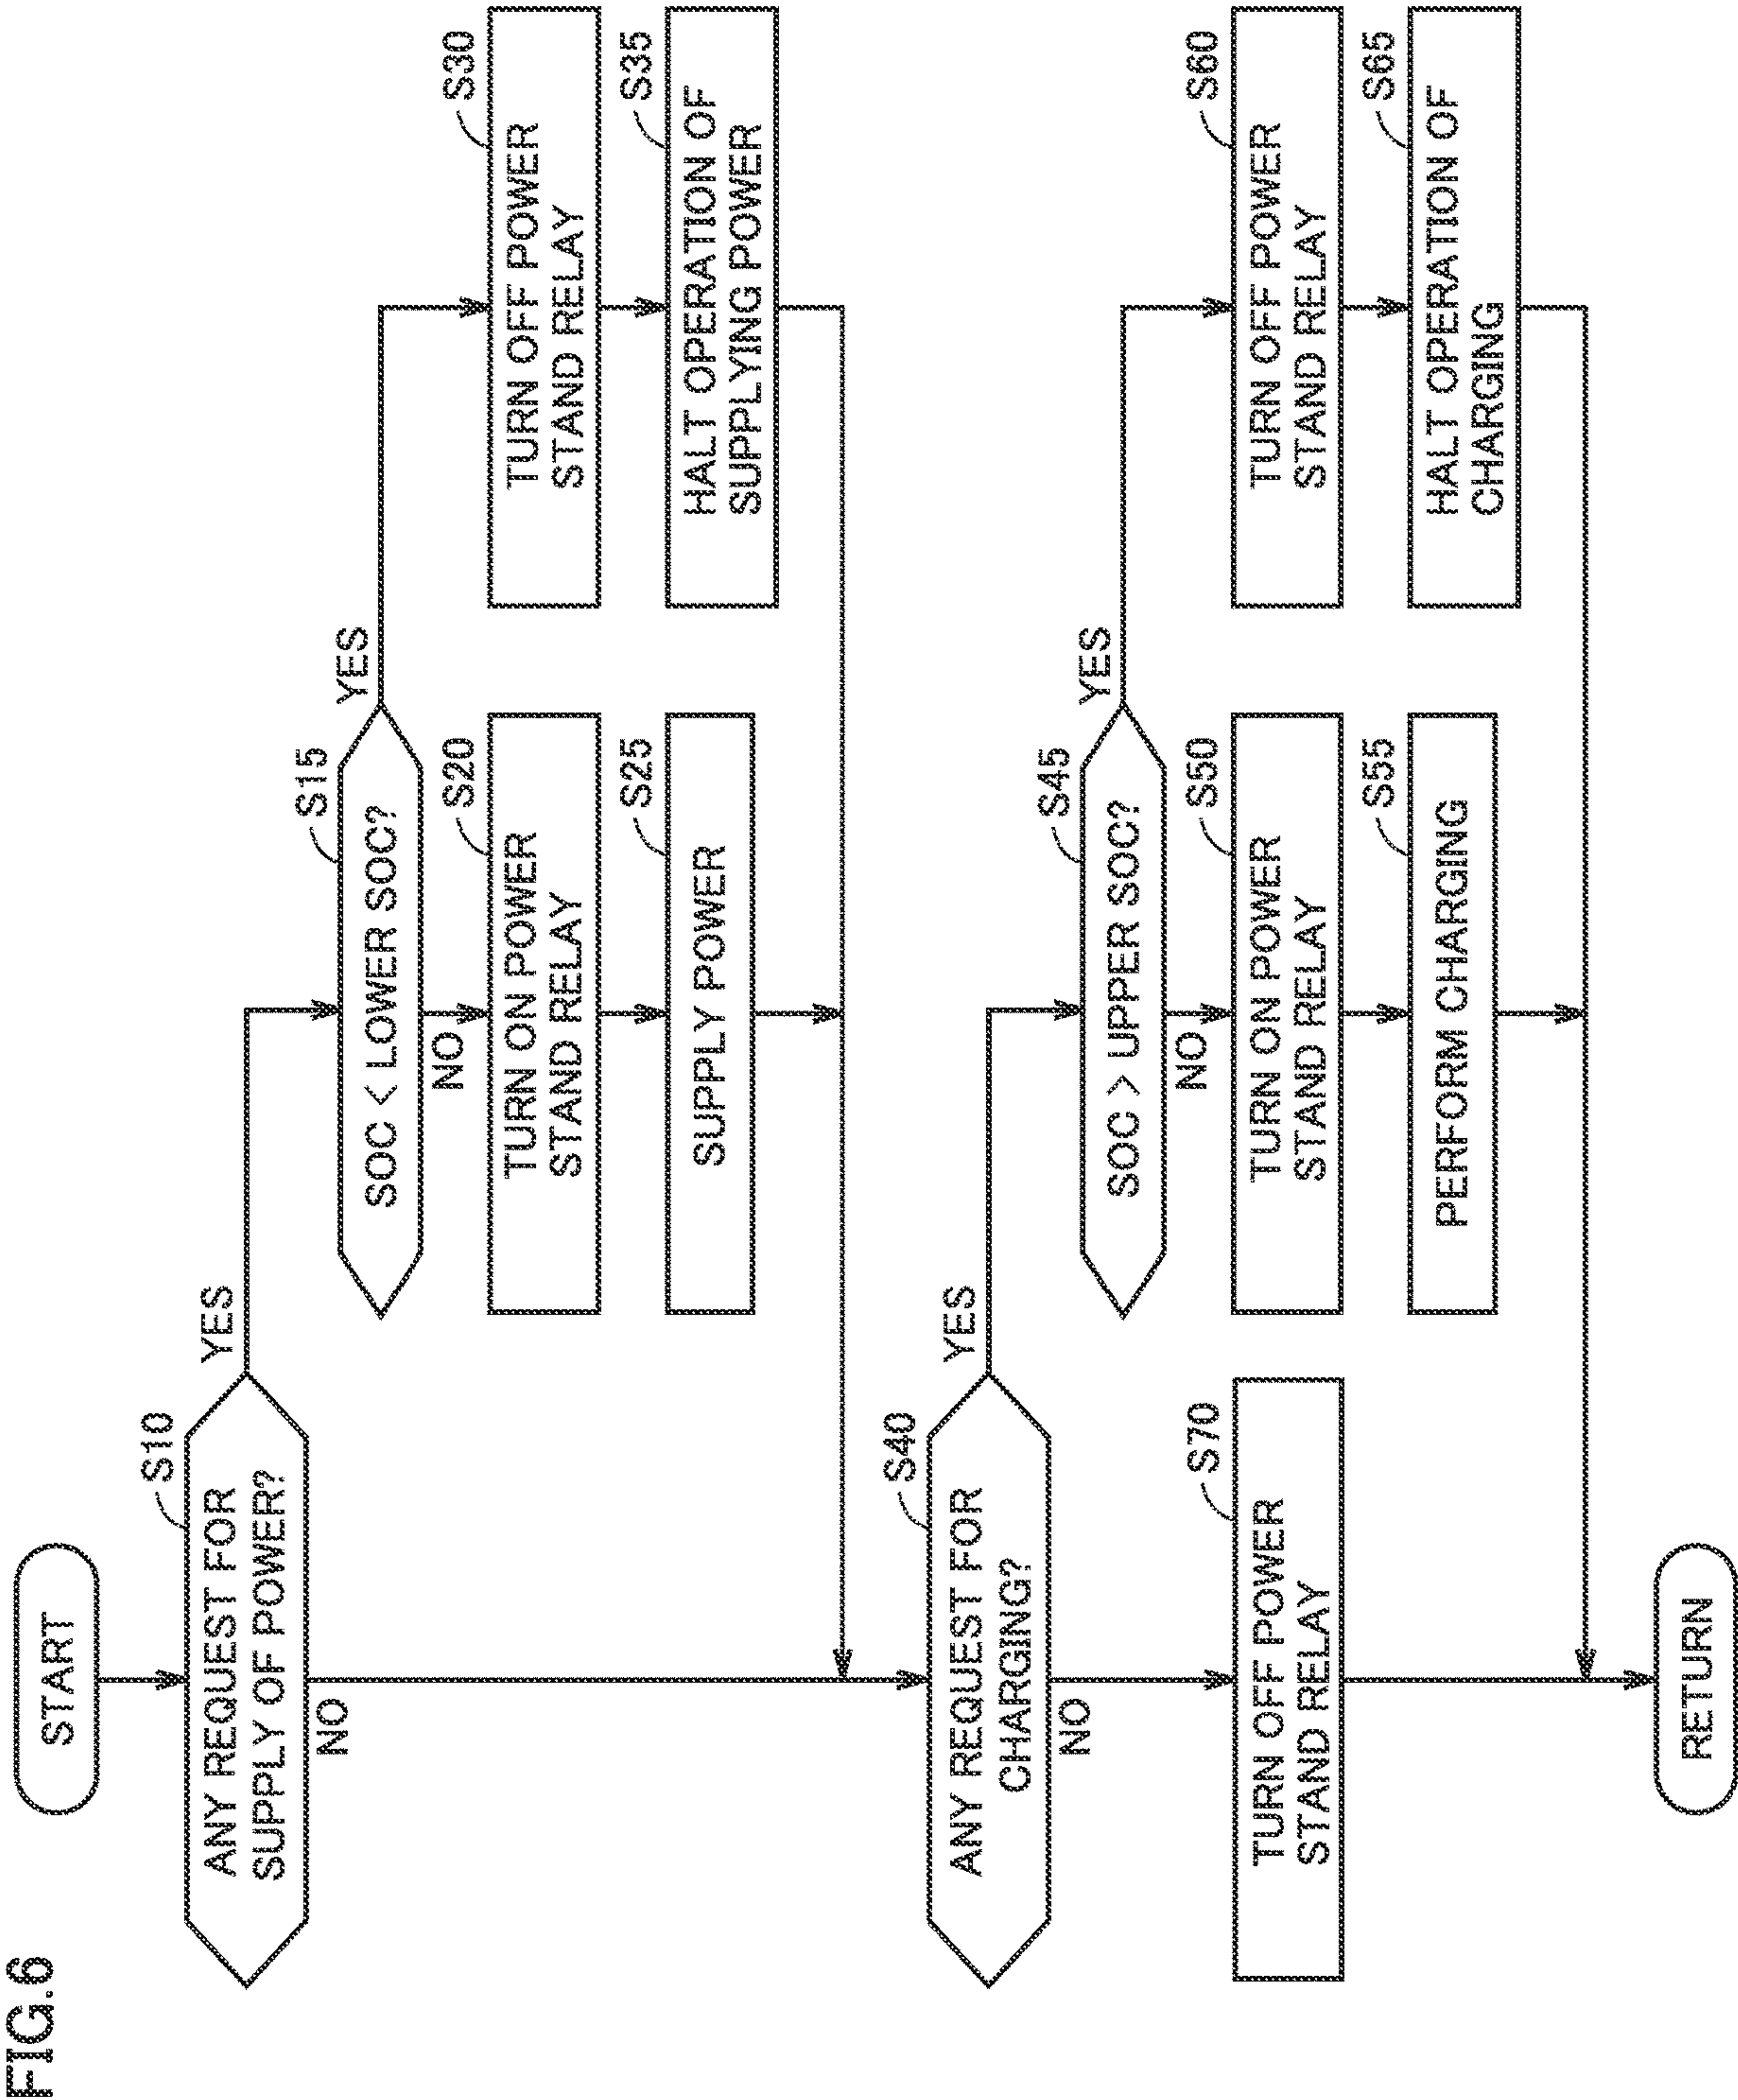 FIG.6
START
S10
ANY REQUEST FOR
SUPPLY OF POWER?
YES
NO
S15
SOC < LOWER SOC?
YES
NO
S20
TURN ON POWER
STAND RELAY
S25
SUPPLY POWER
S30
TURN OFF POWER
STAND RELAY
S35
HALT OPERATION OF
SUPPLYING POWER
S40
ANY REQUEST FOR
CHARGING?
YES
NO
S45
SOC > UPPER SOC?
YES
NO
S50
TURN ON POWER
STAND RELAY
S55
PERFORM CHARGING
S60
TURN OFF POWER
STAND RELAY
S65
HALT OPERATION OF
CHARGING
S70
TURN OFF POWER
STAND RELAY
RETURN